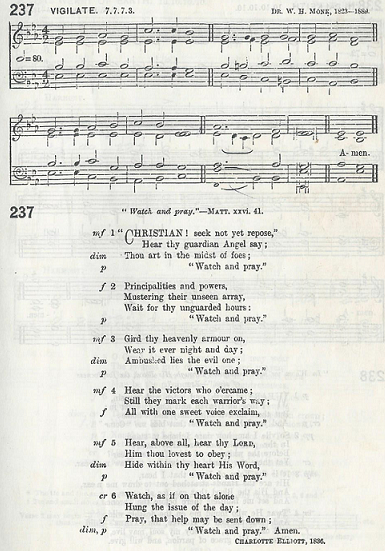 237 VIGILATE. 7.7.7.3. DR. W. H. MONK, 1823—1889.
=80.
A- men.
237
" Watch and pray."—MATT. xxvi. 41.
mf 1 "CHRISTIAN! seek not yet repose,"
Hear thy guardian Angel say;
dim Thou art in the midst of foes;
p "Watch and pray."
f 2 Principalities and powers,
Mustering their unseen array,
Wait for thy unguarded hours:
p "Watch and pray."
mf 3 Gird thy heavenly armour on,
Wear it ever night and day;
dim Ambushed lies the evil one;
p "Watch and pray."
mf 4 Hear the victors who o'ercame;
Still they mark each warrior's way;
f All with one sweet voice exclaim,
"Watch and pray."
mf 5 Hear, above all, hear thy LORD,
Him thou lovest to obey;
dim Hide within thy heart His Word,
p "Watch and pray."
cr 6 Watch, as if on that alone
Hung the issue of the day;
f Pray, that help may be sent down;
dim, p "Watch and pray." Amen.
CHARLOTTE ELLIOTT, 1836.